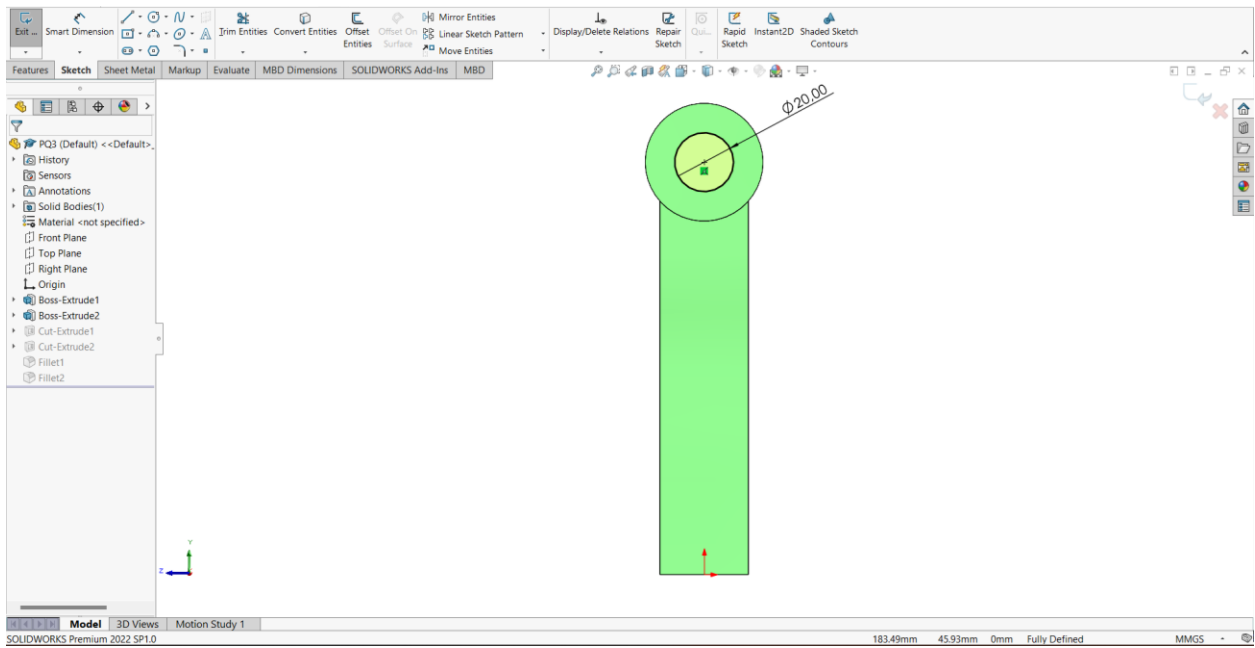 Exit ...
Smart Dimension
Trim Entities
Convert Entities
Offset Entities
Offset On Surface
Mirror Entities
Linear Sketch Pattern
Move Entities
Display/Delete Relations
Repair Sketch
Qui...
Rapid Sketch
Instant2D
Shaded Sketch Contours
Features Sketch Sheet Metal Markup Evaluate MBD Dimensions SOLIDWORKS Add-Ins MBD
PQ3 (Default) <<Default>_
History
Sensors
Annotations
Solid Bodies(1)
Material <not specified>
Front Plane
Top Plane
Right Plane
Origin
Boss-Extrude1
Boss-Extrude2
Cut-Extrude1
Cut-Extrude2
Fillet1
Fillet2
Ø20,00
Y
Z
Model 3D Views Motion Study 1
SOLIDWORKS Premium 2022 SP1.0 183.49mm 45.93mm 0mm Fully Defined MMGS -